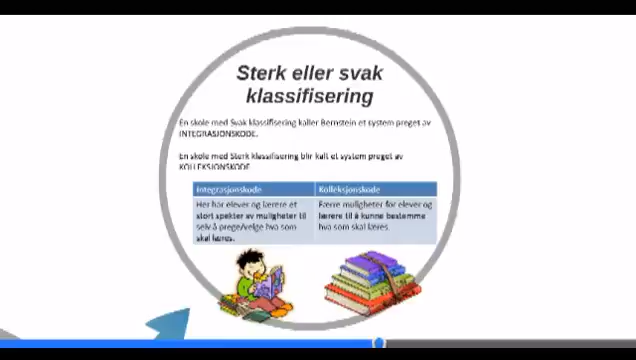 Sterk eller svak
klassifisering
En skole med Svak klassifisering kaller Bernstein et system preget av
INTEGRASJONSKODE.
En skole med Sterk klassifisering blir kalt et system preget av
KOLLEKSJONSKODE
Integrasjonskode
Kolleksjonskode
Her har elever og lærere et
stort spekter av muligheter til
selv å prege/velge hva som
skal læres.
Færre muligheter for elever og
lærere til å kunne bestemme
hva som skal læres.